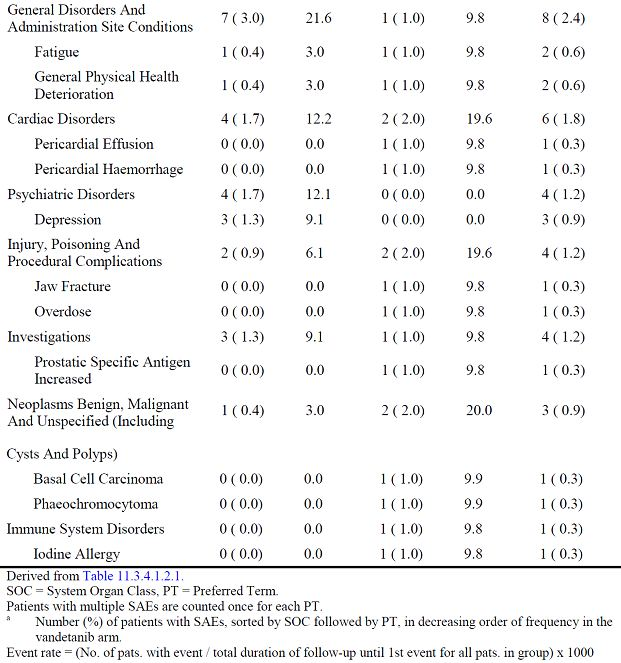 General Disorders And
Administration Site Conditions 7 ( 3.0) 21.6 1 ( 1.0) 9.8 8 ( 2.4)
Fatigue 1 ( 0.4) 3.0 1 ( 1.0) 9.8 2 ( 0.6)
General Physical Health
Deterioration 1 ( 0.4) 3.0 1 ( 1.0) 9.8 2 ( 0.6)
Cardiac Disorders 4 ( 1.7) 12.2 2 ( 2.0) 19.6 6 ( 1.8)
Pericardial Effusion 0 ( 0.0) 0.0 1 ( 1.0) 9.8 1 ( 0.3)
Pericardial Haemorrhage 0 ( 0.0) 0.0 1 ( 1.0) 9.8 1 ( 0.3)
Psychiatric Disorders 4 ( 1.7) 12.1 0 ( 0.0) 0.0 4 ( 1.2)
Depression 3 ( 1.3) 9.1 0 ( 0.0) 0.0 3 ( 0.9)
Injury, Poisoning And
Procedural Complications 2 ( 0.9) 6.1 2 ( 2.0) 19.6 4 ( 1.2)
Jaw Fracture 0 ( 0.0) 0.0 1 ( 1.0) 9.8 1 ( 0.3)
Overdose 0 ( 0.0) 0.0 1 ( 1.0) 9.8 1 ( 0.3)
Investigations 3 ( 1.3) 9.1 1 ( 1.0) 9.8 4 ( 1.2)
Prostatic Specific Antigen
Increased 0 ( 0.0) 0.0 1 ( 1.0) 9.8 1 ( 0.3)
Neoplasms Benign, Malignant
And Unspecified (Including 1 ( 0.4) 3.0 2 ( 2.0) 20.0 3 ( 0.9)
Cysts And Polyps)
Basal Cell Carcinoma 0 ( 0.0) 0.0 1 ( 1.0) 9.9 1 ( 0.3)
Phaeochromocytoma 0 ( 0.0) 0.0 1 ( 1.0) 9.9 1 ( 0.3)
Immune System Disorders 0 ( 0.0) 0.0 1 ( 1.0) 9.8 1 ( 0.3)
Iodine Allergy 0 ( 0.0) 0.0 1 ( 1.0) 9.8 1 ( 0.3)
Derived from Table 11.3.4.1.2.1.
SOC = System Organ Class, PT = Preferred Term.
Patients with multiple SAEs are counted once for each PT.
a Number (%) of patients with SAEs, sorted by SOC followed by PT, in decreasing order of frequency in the
vandetanib arm.
Event rate = (No. of pats. with event / total duration of follow-up until 1st event for all pats. in group) x 1000